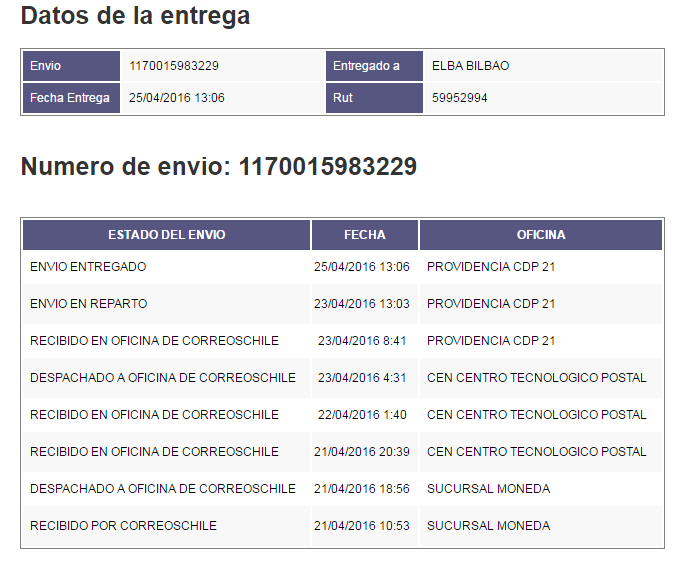 Datos de la entrega
Envio 1170015983229 Entregado a ELBA BILBAO
Fecha Entrega 25/04/2016 13:06 Rut 59952994
Numero de envio: 1170015983229
ESTADO DEL ENVIO FECHA OFICINA
ENVIO ENTREGADO 25/04/2016 13:06 PROVIDENCIA CDP 21
ENVIO EN REPARTO 23/04/2016 13:03 PROVIDENCIA CDP 21
RECIBIDO EN OFICINA DE CORREOSCHILE 23/04/2016 8:41 PROVIDENCIA CDP 21
DESPACHADO A OFICINA DE CORREOSCHILE 23/04/2016 4:31 CEN CENTRO TECNOLOGICO POSTAL
RECIBIDO EN OFICINA DE CORREOSCHILE 22/04/2016 1:40 CEN CENTRO TECNOLOGICO POSTAL
RECIBIDO EN OFICINA DE CORREOSCHILE 21/04/2016 20:39 CEN CENTRO TECNOLOGICO POSTAL
DESPACHADO A OFICINA DE CORREOSCHILE 21/04/2016 18:56 SUCURSAL MONEDA
RECIBIDO POR CORREOSCHILE 21/04/2016 10:53 SUCURSAL MONEDA